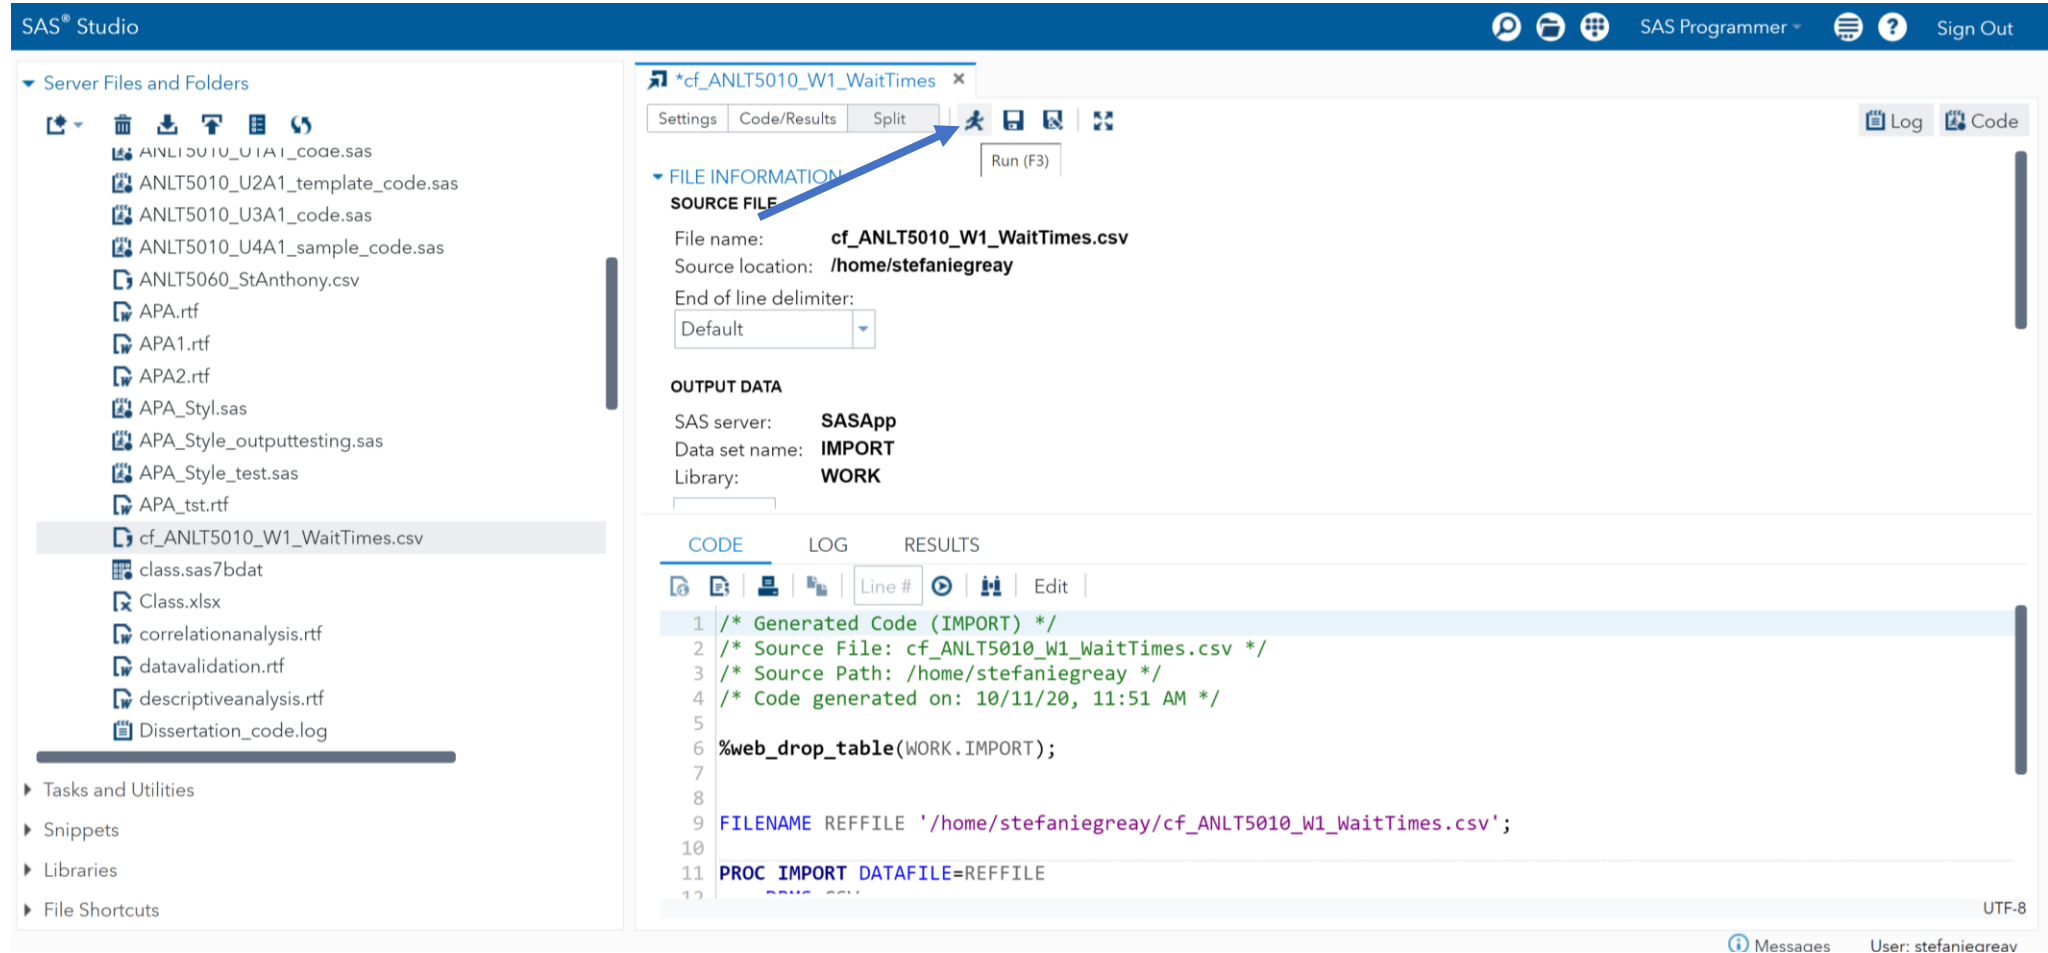 SAS® Studio
SAS Programmer
Sign Out
Server Files and Folders
ANLT5010_U1A1_code.sas
ANLT5010_U2A1_template_code.sas
ANLT5010_U3A1_code.sas
ANLT5010_U4A1_sample_code.sas
ANLT5060_StAnthony.csv
APA.rtf
APA1.rtf
APA2.rtf
APA_Styl.sas
APA_Style_outputtesting.sas
APA_Style_test.sas
APA_tst.rtf
cf_ANLT5010_W1_WaitTimes.csv
class.sas7bdat
Class.xlsx
correlationanalysis.rtf
datavalidation.rtf
descriptiveanalysis.rtf
Dissertation_code.log
Tasks and Utilities
Snippets
Libraries
File Shortcuts
*cf_ANLT5010_W1_WaitTimes
Settings Code/Results Split
Log Code
Run (F3)
FILE INFORMATION
SOURCE FILE
File name: cf_ANLT5010_W1_WaitTimes.csv
Source location: /home/stefaniegreay
End of line delimiter:
Default
OUTPUT DATA
SAS server: SASApp
Data set name: IMPORT
Library: WORK
CODE LOG RESULTS
Line # Edit
1 /* Generated Code (IMPORT) */
2 /* Source File: cf_ANLT5010_W1_WaitTimes.csv */
3 /* Source Path: /home/stefaniegreay */
4 /* Code generated on: 10/11/20, 11:51 AM */
5
6 %web_drop_table(WORK.IMPORT);
7
8
9 FILENAME REFFILE '/home/stefaniegreay/cf_ANLT5010_W1_WaitTimes.csv';
10
11 PROC IMPORT DATAFILE=REFFILE
12
UTF-8
Messages User: stefaniegreay